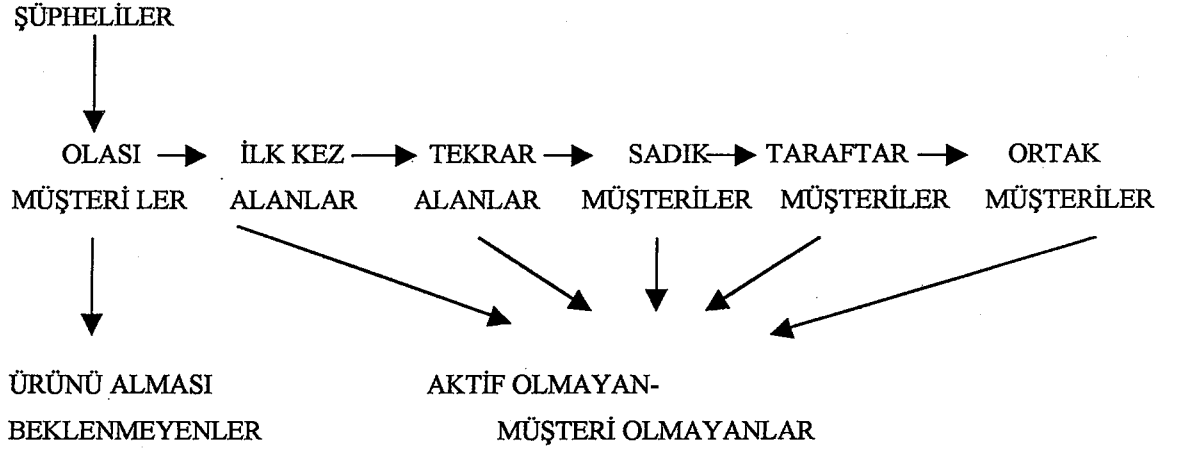 ŞÜPHELİLER
OLASI İLK KEZ TEKRAR SADIK TARAFTAR ORTAK
MÜŞTERİ LER ALANLAR ALANLAR MÜŞTERİLER MÜŞTERİLER MÜŞTERİLER
ÜRÜNÜ ALMASI AKTİF OLMAYAN-
BEKLENMEYENLER MÜŞTERİ OLMAYANLAR